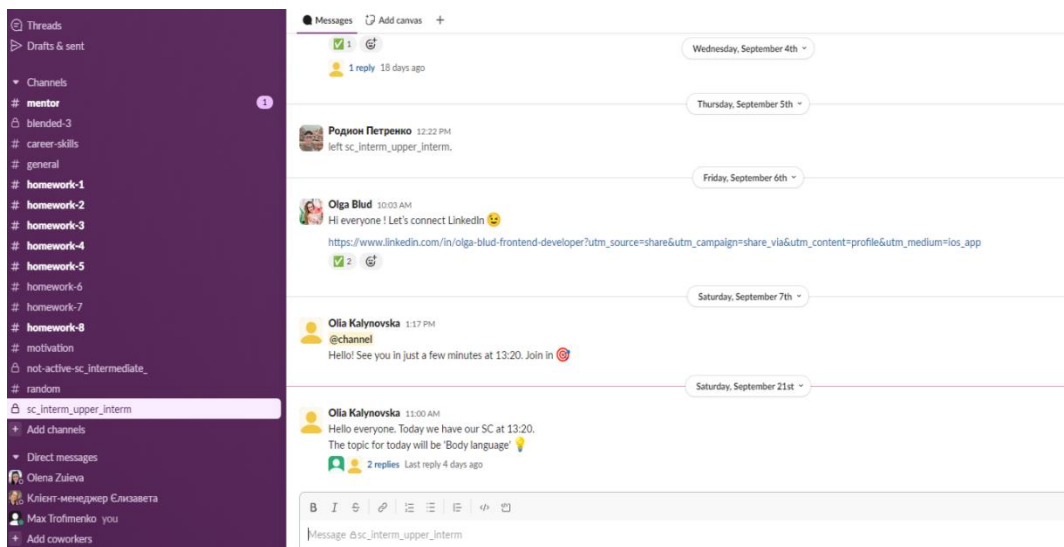 Threads
Drafts & sent
Channels
# mentor 1
blended-3
# career-skills
# general
# homework-1
# homework-2
# homework-3
# homework-4
# homework-5
# homework-6
# homework-7
# homework-8
# motivation
not-active-sc_intermediate_
# random
sc_interm_upper_interm
+ Add channels
Direct messages
Olena Zuieva
Клієнт-менеджер Єлизавета
Max Trofimenko you
+ Add coworkers
Messages Add canvas +
1
Wednesday, September 4th
1 reply 18 days ago
Thursday, September 5th
Родион Петренко 12:22 PM
left sc_interm_upper_interm.
Friday, September 6th
Olga Blud 10:03 AM
Hi everyone ! Let's connect LinkedIn 😉
https://www.linkedin.com/in/olga-blud-frontend-developer?utm_source=share&utm_campaign=share_via&utm_content=profile&utm_medium=ios_app
2
Saturday, September 7th
Olia Kalynovska 1:17 PM
@channel
Hello! See you in just a few minutes at 13:20. Join in 🎯
Saturday, September 21st
Olia Kalynovska 11:00 AM
Hello everyone. Today we have our SC at 13:20.
The topic for today will be 'Body language' 💡
2 replies Last reply 4 days ago
B I S
Message sc_interm_upper_interm